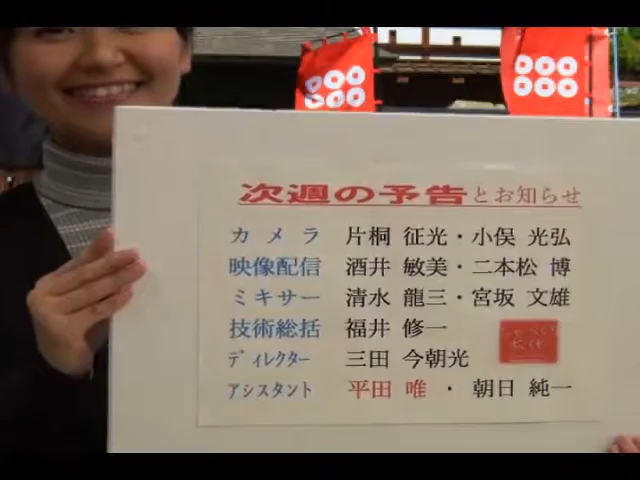 次週の予告とお知らせ
カメラ 片桐 征光・小俣 光弘
映像配信 酒井 敏美・二本松 博
ミキサー 清水 龍三・宮坂 文雄
技術総括 福井 修一
ディレクター 三田 今朝光
アシスタント 平田 唯・朝日 純一